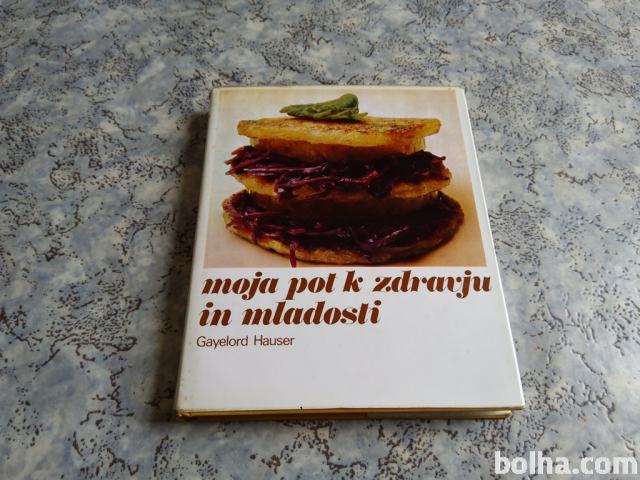 moja pot k zdravju
in mladosti
Gayelord Hauser
bolha.com